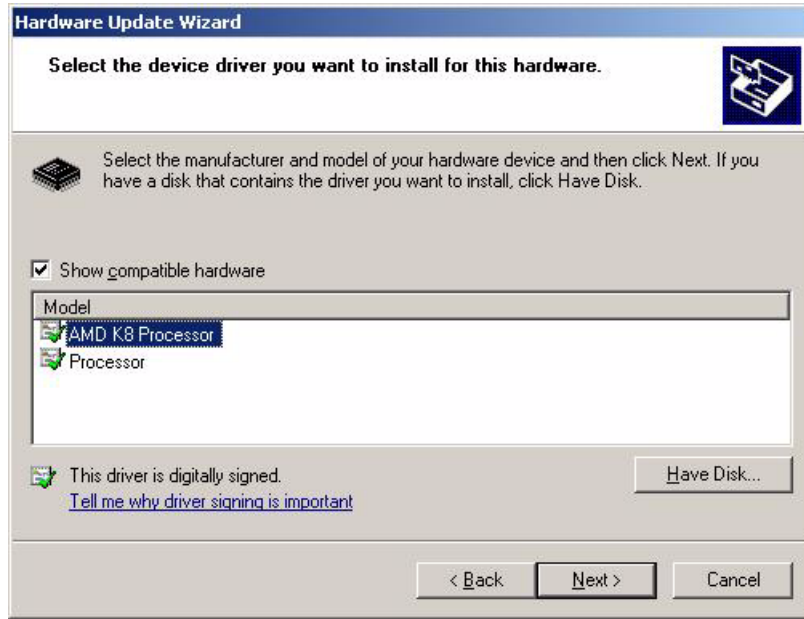 Hardware Update Wizard
Select the device driver you want to install for this hardware.
Select the manufacturer and model of your hardware device and then click Next. If you
have a disk that contains the driver you want to install, click Have Disk.
Show compatible hardware
Model
AMD K8 Processor
Processor
This driver is digitally signed.
Have Disk...
Tell me why driver signing is important
< Back
Next >
Cancel